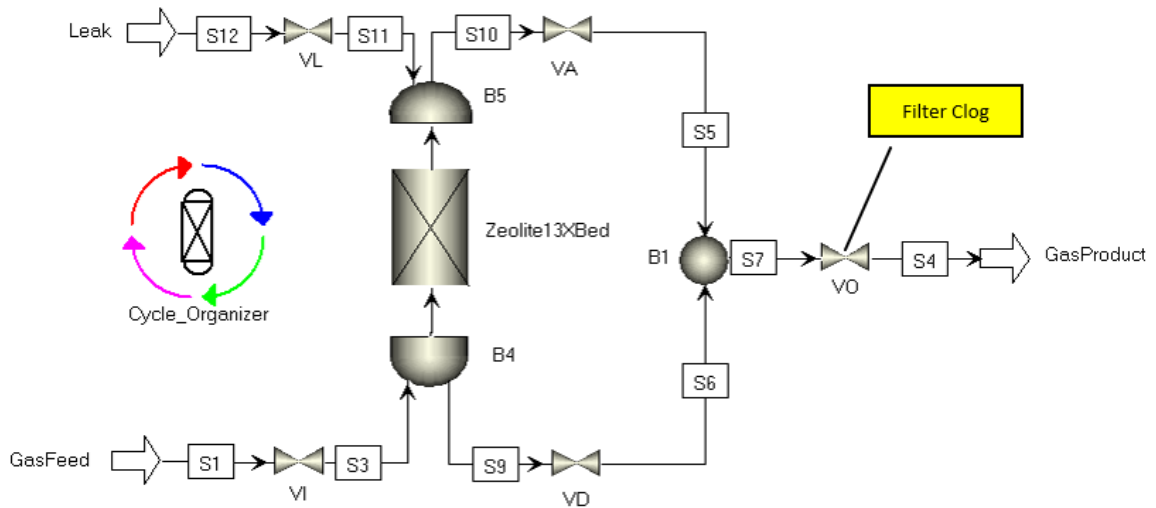 Leak
S12
VL
S11
S10
VA
B5
Filter Clog
S5
Zeolite13XBed
B1
S7
VO
S4
GasProduct
Cycle_Organizer
B4
S6
GasFeed
S1
VI
S3
S9
VD